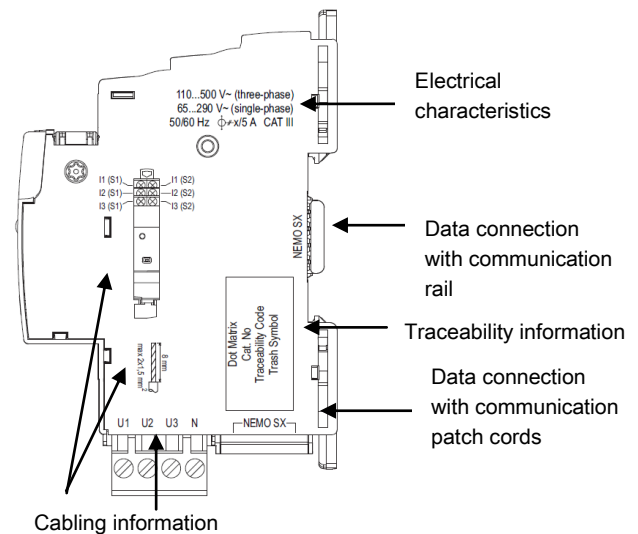 110...500 V~ (three-phase)
65...290 V~ (single-phase)
50/60 Hz x/5 A CAT III
Electrical
characteristics
I1 (S1) I1 (S2)
I2 (S1) I2 (S2)
I3 (S1) I3 (S2)
NEMO SX
Data connection
with communication
rail
Dot Matrix
Cat. No
Traceability Code
Trash Symbol
Traceability information
8 mm
max 2x1,5 mm²
Data connection
with communication
patch cords
U1 U2 U3 N NEMO SX
Cabling information